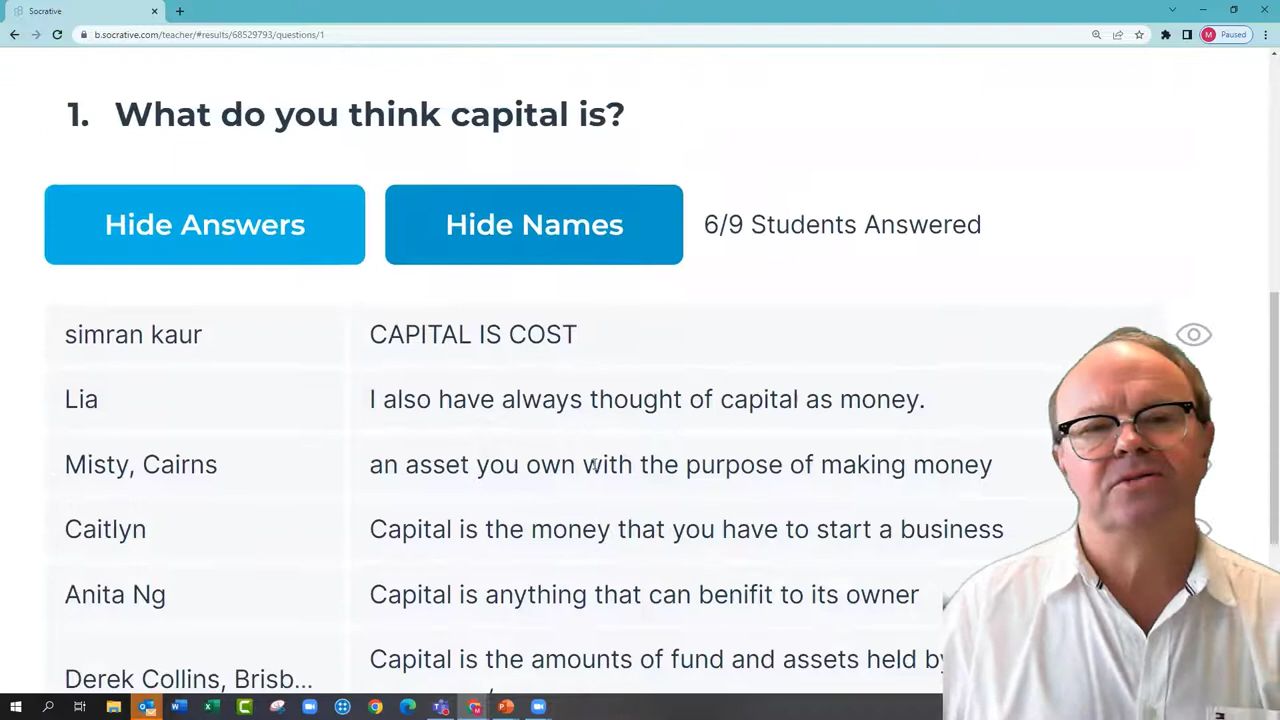 Socrative
b.socrative.com/teacher/#results/68529793/questions/1
M Paused
1. What do you think capital is?
Hide Answers Hide Names 6/9 Students Answered
simran kaur CAPITAL IS COST
Lia I also have always thought of capital as money.
Misty, Cairns an asset you own with the purpose of making money
Caitlyn Capital is the money that you have to start a business
Anita Ng Capital is anything that can benifit to its owner
Derek Collins, Brisb... Capital is the amounts of fund and assets held by